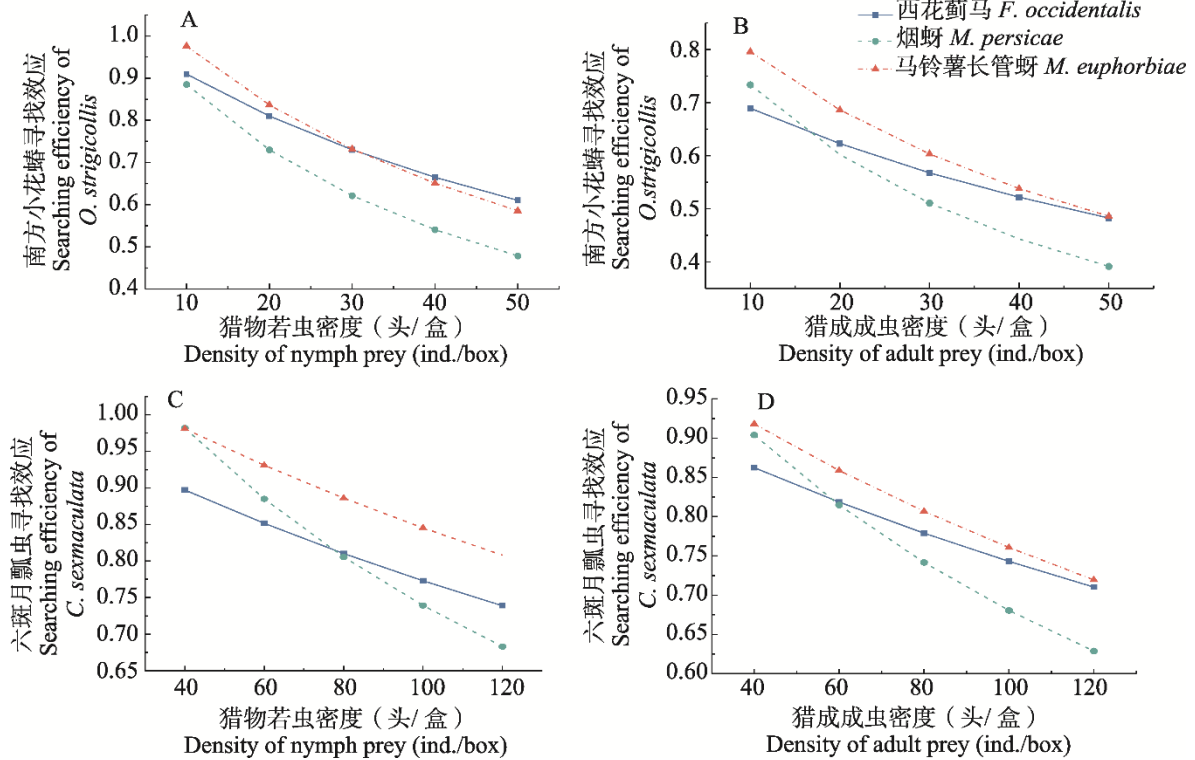 西花蓟马 F. occidentalis
烟蚜 M. persicae
马铃薯长管蚜 M. euphorbiae
A
南方小花蝽寻找效应
Searching efficiency of
O. strigicollis
1.0
0.9
0.8
0.7
0.6
0.5
0.4
10 20 30 40 50
猎物若虫密度（头/盒）
Density of nymph prey (ind./box)
B
南方小花蝽寻找效应
Searching efficiency of
O.strigicollis
0.8
0.7
0.6
0.5
0.4
10 20 30 40 50
猎成成虫密度（头/盒）
Density of adult prey (ind./box)
C
六斑月瓢虫寻找效应
Searching efficiency of
C. sexmaculata
1.00
0.95
0.90
0.85
0.80
0.75
0.70
0.65
40 60 80 100 120
猎物若虫密度（头/盒）
Density of nymph prey (ind./box)
D
六斑月瓢虫寻找效应
Searching efficiency of
C. sexmaculata
0.95
0.90
0.85
0.80
0.75
0.70
0.65
0.60
40 60 80 100 120
猎成成虫密度（头/盒）
Density of adult prey (ind./box)